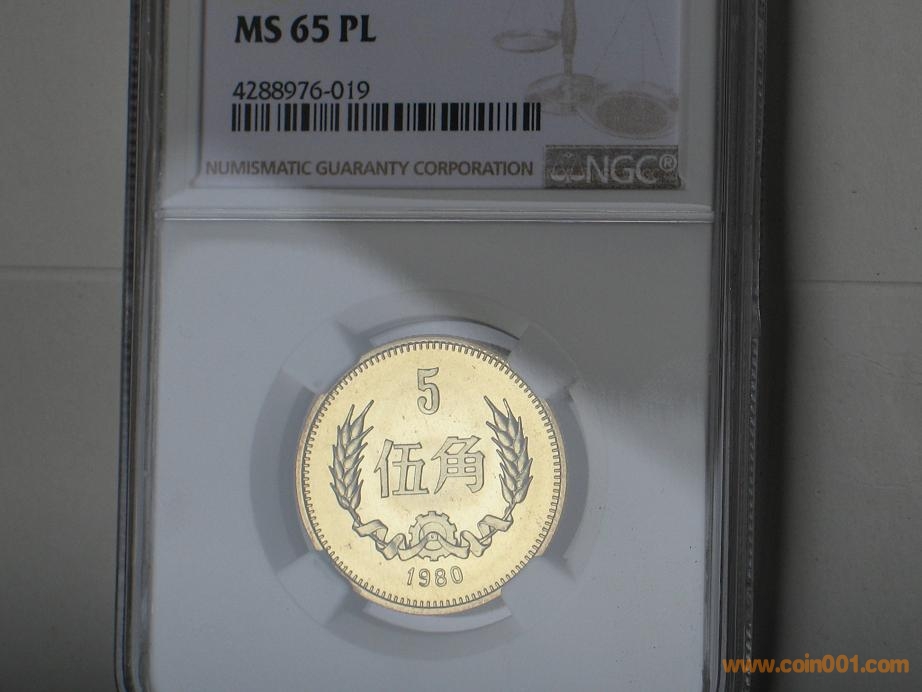 MS 65 PL
4288976-019
NUMISMATIC GUARANTY CORPORATION
NGC®
5
伍角
1980
www.coin001.com